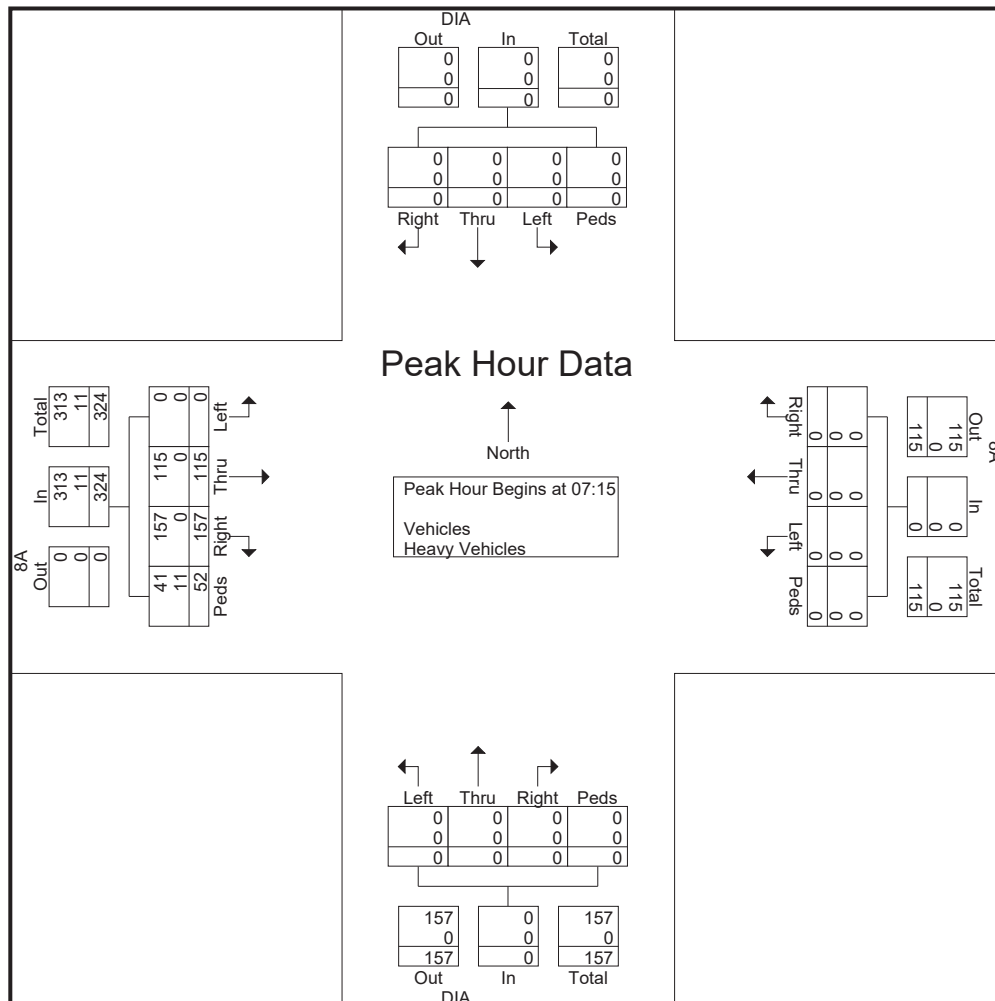 DIA
Out In Total
0 0 0
0 0 0
0 0 0
0 0 0 0
0 0 0 0
0 0 0 0
Right Thru Left Peds
Peak Hour Data
North
Peak Hour Begins at 07:15
Vehicles
Heavy Vehicles
8A
Out In Total
0 313 313
0 11 11
0 324 324
Peds Right Thru Left
41 157 115 0
11 0 0 0
52 157 115 0
8A
Out In Total
115 0 115
0 0 0
115 0 115
Right Thru Left Peds
0 0 0 0
0 0 0 0
0 0 0 0
Left Thru Right Peds
0 0 0 0
0 0 0 0
0 0 0 0
157 0 157
0 0 0
157 0 157
Out In Total
DIA